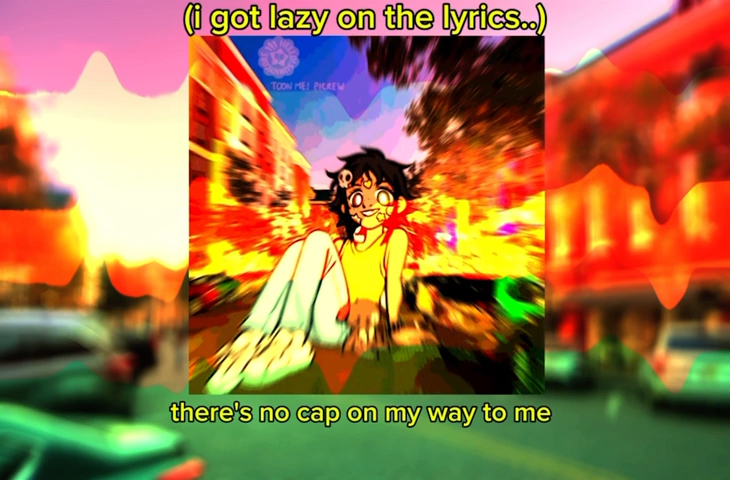 (i got lazy on the lyrics..)
TOON ME! PICREW
there's no cap on my way to me